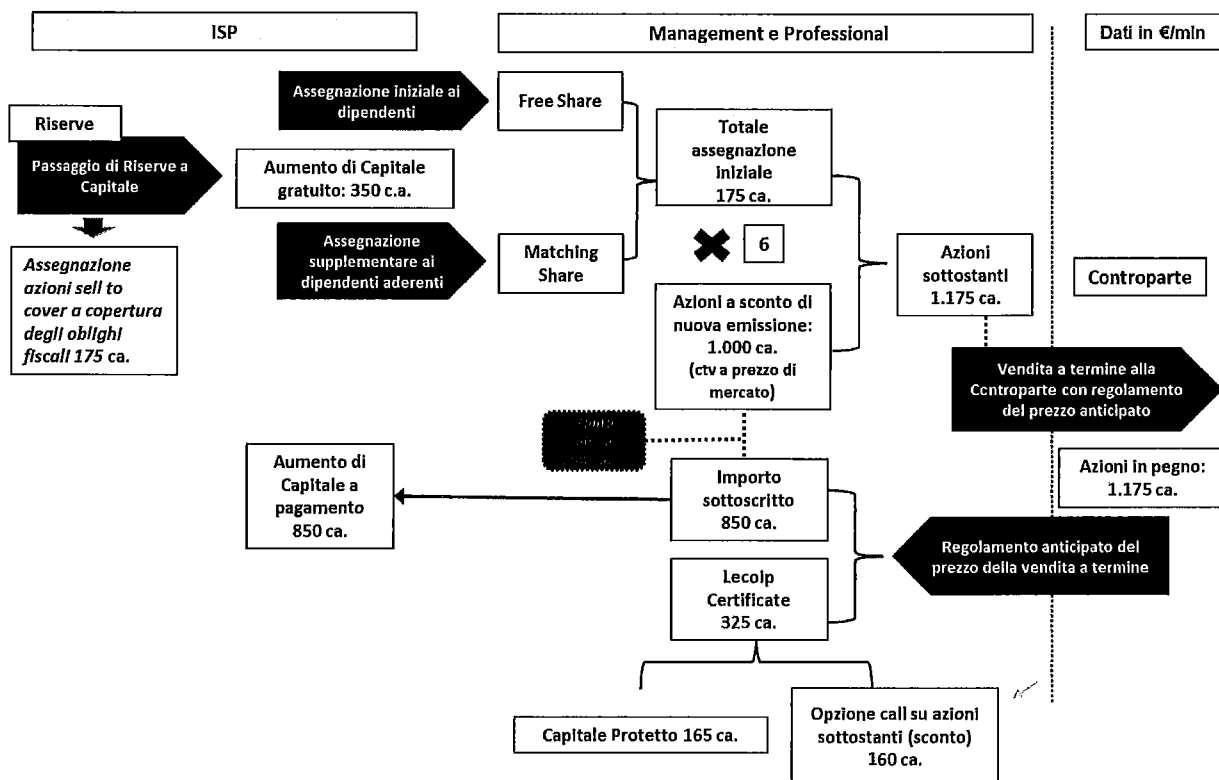 ISP
Management e Professional
Dati in €/mln
Assegnazione iniziale ai
dipendenti
Free Share
Riserve
Passaggio di Riserve a
Capitale
Aumento di Capitale
gratuito: 350 c.a.
Totale
assegnazione
iniziale
175 ca.
Assegnazione
azioni sell to
cover a copertura
degli oblighi
fiscali 175 ca.
Assegnazione
supplementare ai
dipendenti aderenti
Matching
Share
6
Azioni
sottostanti
1.175 ca.
Controparte
Azioni a sconto di
nuova emissione:
1.000 ca.
(ctv a prezzo di
mercato)
Vendita a termine alla
Controparte con regolamento
del prezzo anticipato
Aumento di
Capitale a
pagamento
850 ca.
Importo
sottoscritto
850 ca.
Azioni in pegno:
1.175 ca.
Regolamento anticipato del
prezzo della vendita a termine
Lecoip
Certificate
325 ca.
Capitale Protetto 165 ca.
Opzione call su azioni
sottostanti (sconto)
160 ca.